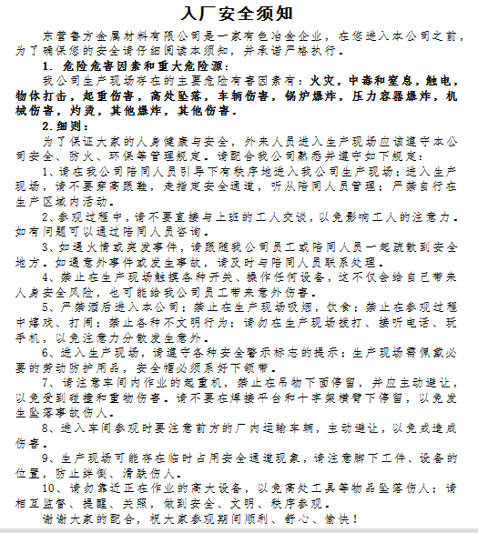 入厂安全须知
东营鲁方金属材料有限公司是一家有色冶金企业，在您进入本公司之前，
为了确保您的安全请仔细阅读本须知，并承诺严格执行。
1. 危险危害因素和重大危险源：
我公司生产现场存在的主要危险有害因素有：火灾，中毒和窒息，触电，
物体打击，起重伤害，高处坠落，车辆伤害，锅炉爆炸，压力容器爆炸，机
械伤害，灼烫，其他爆炸，其他伤害。
2.细则：
为了保证大家的人身健康与安全，外来人员进入生产现场应该遵守本公
司安全、防火、环保等管理规定。请配合我公司熟悉并遵守如下规定：
1、请在我公司陪同人员引导下有秩序地进入我公司生产现场；进入生产
现场，请不要穿高跟鞋，走指定安全通道，听从陪同人员管理；严禁自行在
生产区域内活动。
2、参观过程中，请不要直接与上班的工人交谈，以免影响工人的注意力。
如有问题可以通过陪同人员咨询。
3、如遇火情或突发事件，请跟随我公司员工或陪同人员一起疏散到安全
地方。如遇意外事件或发生事故，请及时与陪同人员联系处理。
4、禁止在生产现场触摸各种开关、操作任何设备，这不仅会给自己带来
人身安全风险，也可能给我公司员工带来意外伤害。
5、严禁酒后进入本公司；禁止在生产现场吸烟，饮食；禁止在参观过程
中嬉戏、打闹；禁止各种不文明行为；请勿在生产现场拨打、接听电话、玩
手机，以免注意力分散发生意外。
6、进入生产现场，请遵守各种安全警示标志的提示；生产现场需佩戴必
要的劳动防护用品，安全帽必须系好下颌带。
7、请注意车间内作业的起重机，禁止在吊物下面停留，并应主动避让，
以免受到碰撞和重物伤害。请不要在焊接平台和十字架横臂下停留，以免发
生坠落事故伤人。
8、进入车间参观时要注意前方的厂内运输车辆，主动避让，以免造成
伤害。
9、生产现场可能存在临时占用安全通道现象，请注意脚下工件、设备的
位置，防止绊倒、滑跌伤人。
10、请勿靠近正在作业的高大设备，以免高处工具等物品坠落伤人；请
相互监督、提醒、关照，做到安全、文明、秩序参观。
谢谢大家的配合，祝大家参观期间顺利、舒心、愉快！